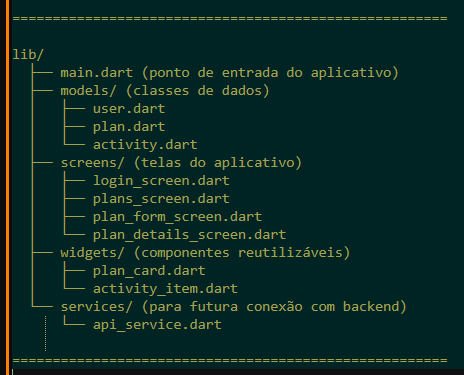 ======================================================
lib/
├── main.dart (ponto de entrada do aplicativo)
├── models/ (classes de dados)
│   ├── user.dart
│   ├── plan.dart
│   └── activity.dart
├── screens/ (telas do aplicativo)
│   ├── login_screen.dart
│   ├── plans_screen.dart
│   ├── plan_form_screen.dart
│   └── plan_details_screen.dart
├── widgets/ (componentes reutilizáveis)
│   ├── plan_card.dart
│   └── activity_item.dart
└── services/ (para futura conexão com backend)
    └── api_service.dart
======================================================